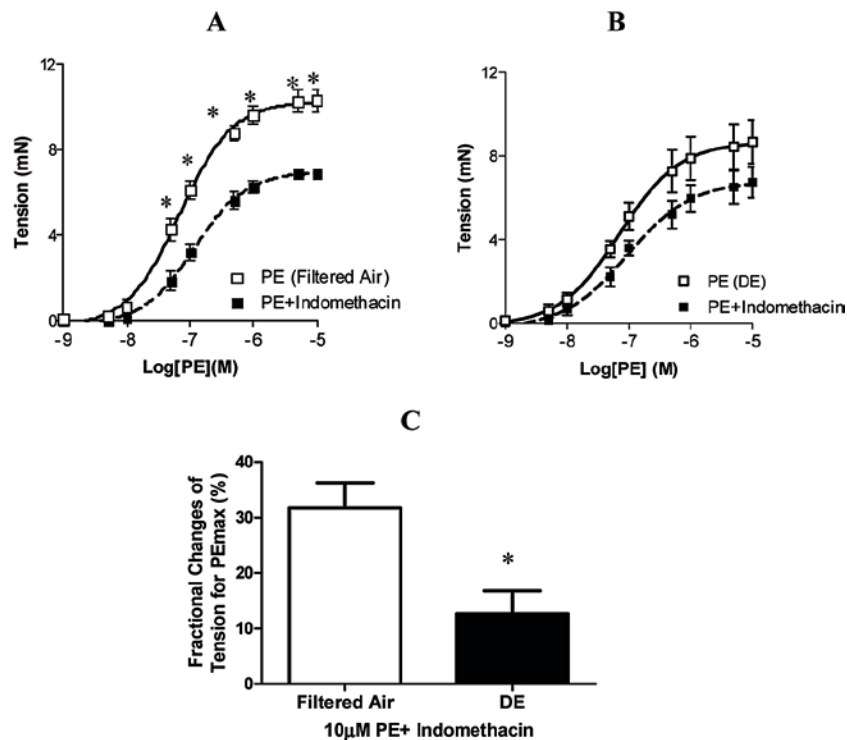 A
12
8
4
0
Tension (mN)
* * * * * *
PE (Filtered Air)
PE+Indomethacin
-9 -8 -7 -6 -5
Log[PE](M)
B
12
8
4
0
Tension (mN)
PE (DE)
PE+Indomethacin
-9 -8 -7 -6 -5
Log[PE] (M)
C
40
30
20
10
0
Fractional Changes of
Tension for PEmax (%)
*
Filtered Air DE
10µM PE+ Indomethacin